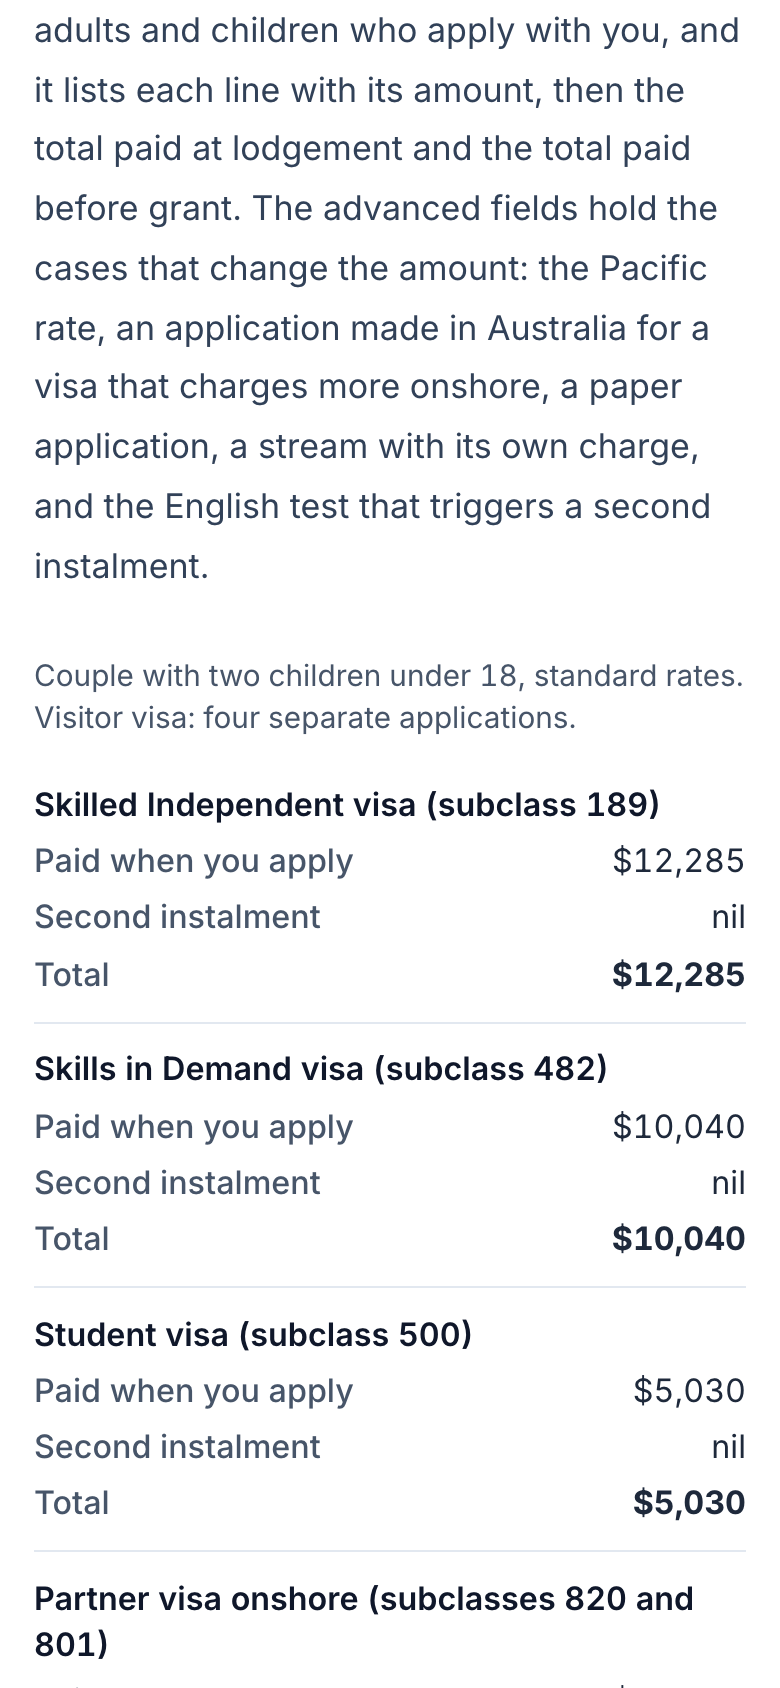 adults and children who apply with you, and
it lists each line with its amount, then the
total paid at lodgement and the total paid
before grant. The advanced fields hold the
cases that change the amount: the Pacific
rate, an application made in Australia for a
visa that charges more onshore, a paper
application, a stream with its own charge,
and the English test that triggers a second
instalment.
Couple with two children under 18, standard rates.
Visitor visa: four separate applications.
Skilled Independent visa (subclass 189)
Paid when you apply $12,285
Second instalment nil
Total $12,285
Skills in Demand visa (subclass 482)
Paid when you apply $10,040
Second instalment nil
Total $10,040
Student visa (subclass 500)
Paid when you apply $5,030
Second instalment nil
Total $5,030
Partner visa onshore (subclasses 820 and
801)